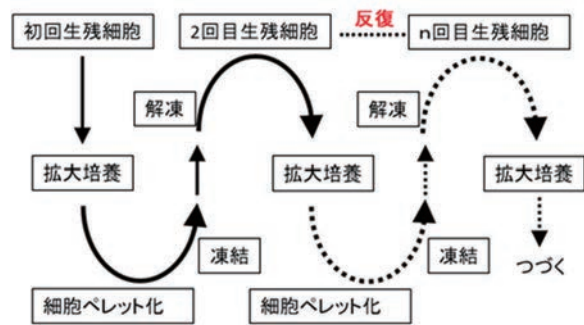 初回生残細胞
2回目生残細胞
反復
n回目生残細胞
解凍
解凍
拡大培養
拡大培養
拡大培養
凍結
凍結
つづく
細胞ペレット化
細胞ペレット化